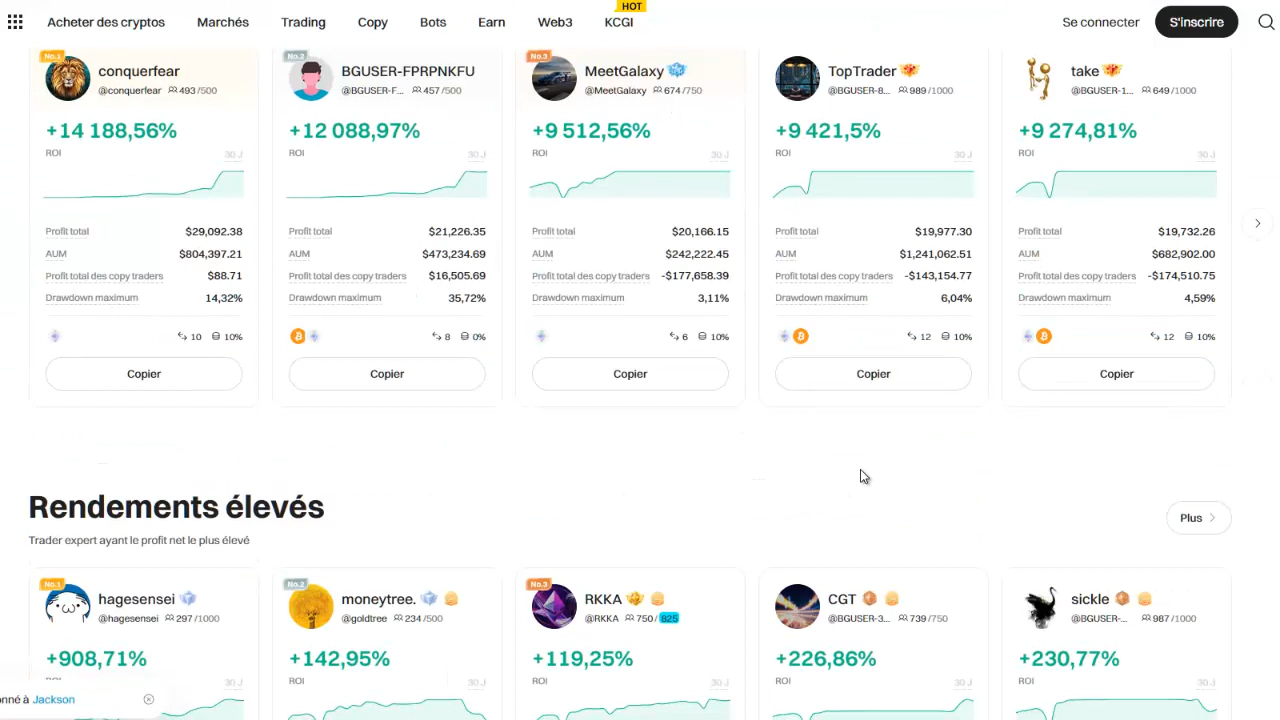 HOT
Acheter des cryptos Marchés Trading Copy Bots Earn Web3 KCGI Se connecter S'inscrire
No.1 No.2 No.3
conquerfear BGUSER-FPRPNKFU MeetGalaxy TopTrader take
@conquerfear 493/500 @BGUSER-F... 457/500 @MeetGalaxy 674/750 @BGUSER-8... 989/1000 @BGUSER-1... 649/1000
+14 188,56% +12 088,97% +9 512,56% +9 421,5% +9 274,81%
ROI 30 J ROI 30 J ROI 30 J ROI 30 J ROI 30 J
Profit total $29,092.38 Profit total $21,226.35 Profit total $20,166.15 Profit total $19,977.30 Profit total $19,732.26
AUM $804,397.21 AUM $473,234.69 AUM $242,222.45 AUM $1,241,062.51 AUM $682,902.00
Profit total des copy traders $88.71 Profit total des copy traders $16,505.69 Profit total des copy traders -$177,658.39 Profit total des copy traders -$143,154.77 Profit total des copy traders -$174,510.75
Drawdown maximum 14,32% Drawdown maximum 35,72% Drawdown maximum 3,11% Drawdown maximum 6,04% Drawdown maximum 4,59%
10 10% 8 0% 6 10% 12 10% 12 10%
Copier Copier Copier Copier Copier
Rendements élevés
Plus
Trader expert ayant le profit net le plus élevé
No.1 No.2 No.3
hagesensei moneytree. RKKA CGT sickle
@hagesensei 297/1000 @goldtree 234/500 @RKKA 750/825 @BGUSER-3... 739/750 @BGUSER-... 987/1000
+908,71% +142,95% +119,25% +226,86% +230,77%
ROI 30 J ROI 30 J ROI 30 J ROI 30 J ROI 30 J
onné à Jackson